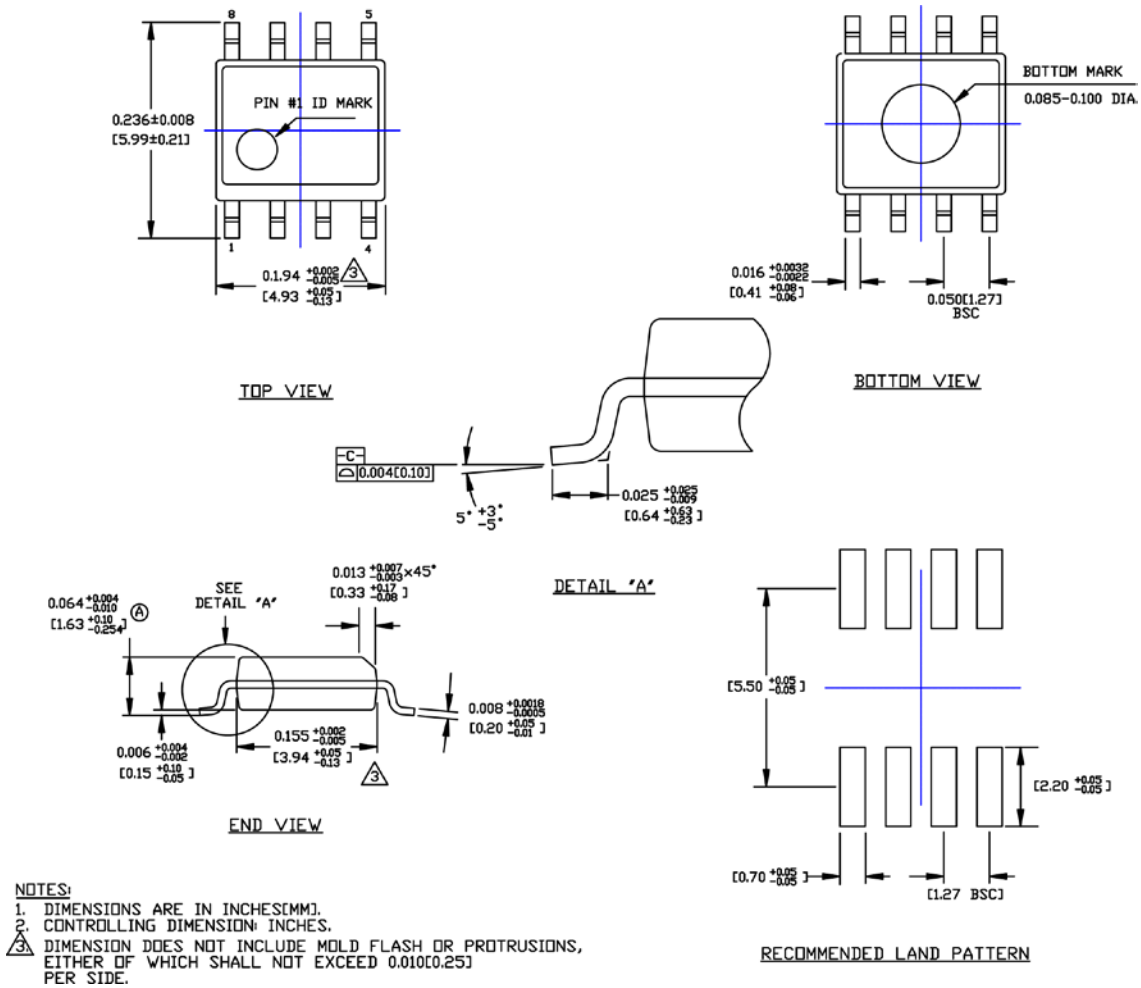 8
5
PIN #1 ID MARK
0.236±0.008
[5.99±0.21]
1
4
0.1.94 +0.002 -0.005
[4.93 +0.05 -0.13 ]
3
TOP VIEW
BOTTOM MARK
0.085-0.100 DIA.
0.016 +0.0032 -0.0022
[0.41 +0.08 -0.06 ]
0.050[1.27]
BSC
BOTTOM VIEW
-C-
0.004[0.10]
5° +3° -5°
0.025 +0.025 -0.009
[0.64 +0.63 -0.23 ]
DETAIL "A"
SEE
DETAIL "A"
0.064 +0.004 -0.010
[1.63 +0.10 -0.254 ]
A
0.013 +0.007 -0.003 ×45°
[0.33 +0.17 -0.08 ]
0.008 +0.0018 -0.0005
[0.20 +0.05 -0.01 ]
0.006 +0.004 -0.002
[0.15 +0.10 -0.05 ]
0.155 +0.002 -0.005
[3.94 +0.05 -0.13 ]
3
END VIEW
[5.50 +0.05 -0.05 ]
[2.20 +0.05 -0.05 ]
[0.70 +0.05 -0.05 ]
[1.27 BSC]
RECOMMENDED LAND PATTERN
NOTES:
1. DIMENSIONS ARE IN INCHES[MM].
2. CONTROLLING DIMENSION: INCHES.
3. DIMENSION DOES NOT INCLUDE MOLD FLASH OR PROTRUSIONS,
EITHER OF WHICH SHALL NOT EXCEED 0.010[0.25]
PER SIDE.